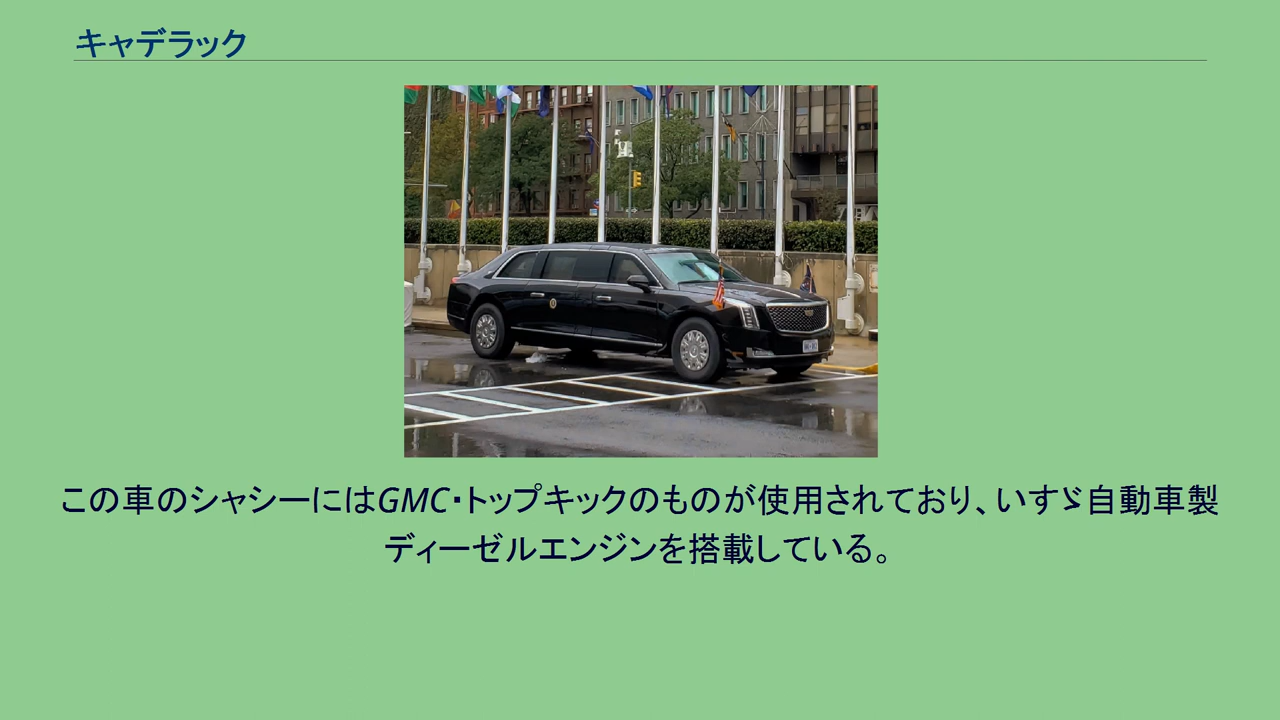 キャデラック
この車のシャシーにはGMC・トップキックのものが使用されており、いすゞ自動車製
ディーゼルエンジンを搭載している。